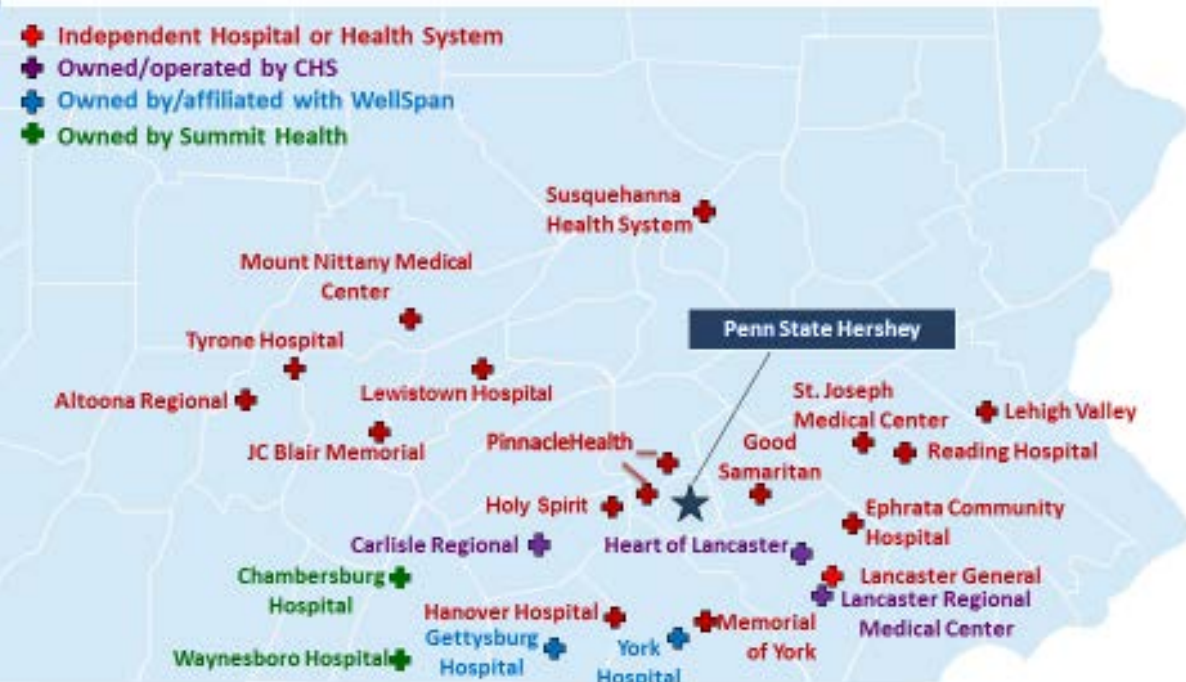 Independent Hospital or Health System
Owned/operated by CHS
Owned by/affiliated with WellSpan
Owned by Summit Health
Susquehanna
Health System
Mount Nittany Medical
Center
Penn State Hershey
Tyrone Hospital
Altoona Regional
Lewistown Hospital
JC Blair Memorial
St. Joseph
Medical Center
Lehigh Valley
PinnacleHealth
Good
Samaritan
Reading Hospital
Holy Spirit
Ephrata Community
Hospital
Carlisle Regional
Heart of Lancaster
Chambersburg
Hospital
Lancaster General
Lancaster Regional
Medical Center
Hanover Hospital
Gettysburg
Hospital
Memorial
of York
York
Hospital
Waynesboro Hospital